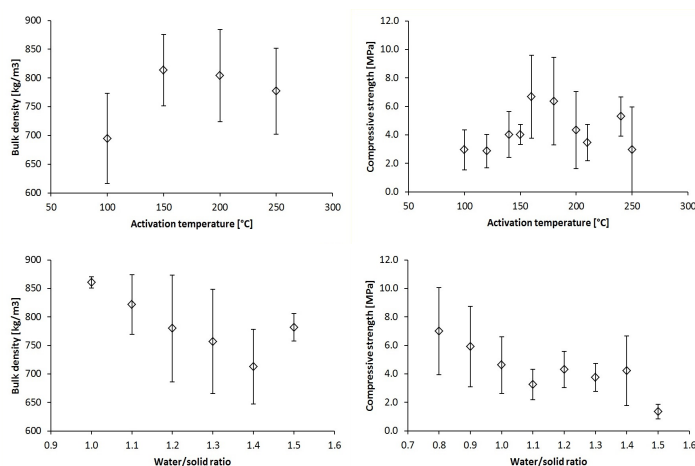 900
850
800
750
700
650
600
Bulk density [kg/m3]
50 100 150 200 250 300
Activation temperature [°C]
12.0
10.0
8.0
6.0
4.0
2.0
0.0
Compressive strength [MPa]
50 100 150 200 250 300
Activation temperature [°C]
900
850
800
750
700
650
600
Bulk density [kg/m3]
0.9 1.0 1.1 1.2 1.3 1.4 1.5 1.6
Water/solid ratio
12.0
10.0
8.0
6.0
4.0
2.0
0.0
Compressive strength [MPa]
0.7 0.8 0.9 1.0 1.1 1.2 1.3 1.4 1.5 1.6
Water/solid ratio